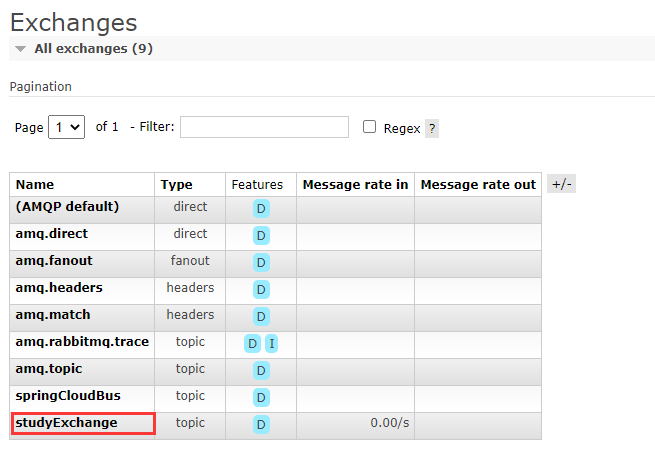 Exchanges
All exchanges (9)
Pagination
Page 1 of 1 - Filter: Regex ?
Name Type Features Message rate in Message rate out +/-
(AMQP default) direct D
amq.direct direct D
amq.fanout fanout D
amq.headers headers D
amq.match headers D
amq.rabbitmq.trace topic D I
amq.topic topic D
springCloudBus topic D
studyExchange topic D 0.00/s